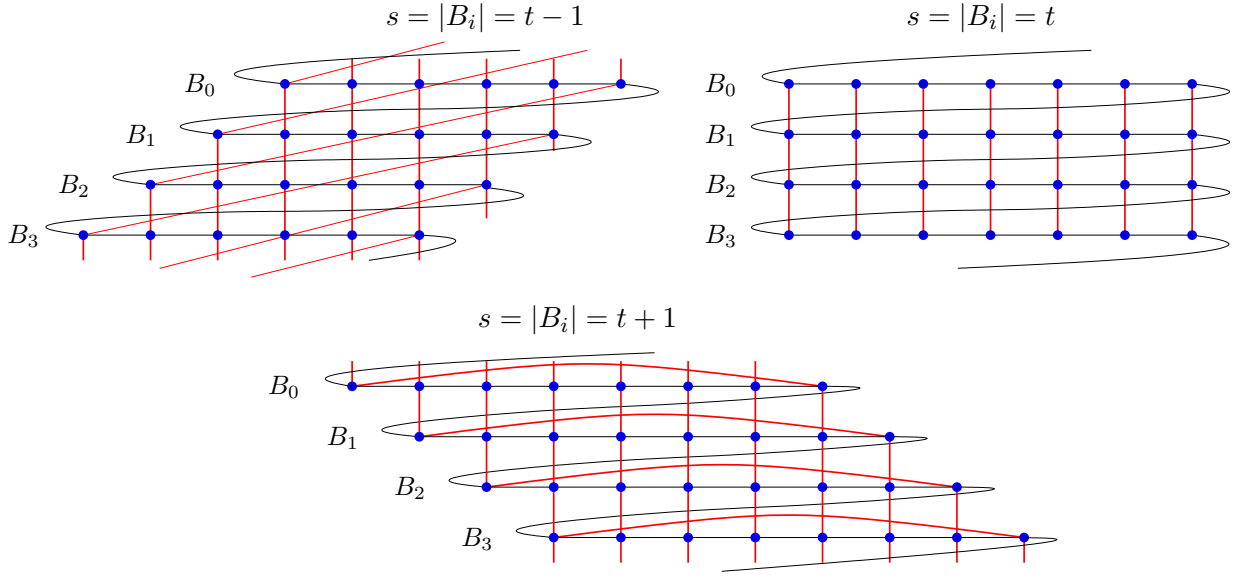 s = |B_i| = t − 1
B_0
B_1
B_2
B_3
s = |B_i| = t
B_0
B_1
B_2
B_3
s = |B_i| = t + 1
B_0
B_1
B_2
B_3